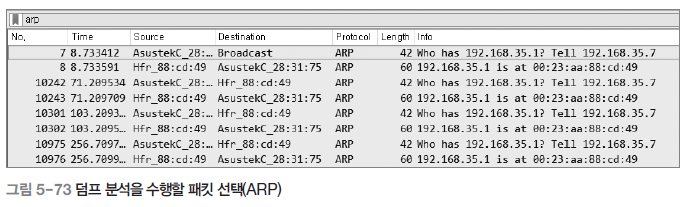 arp
No. Time Source Destination Protocol Length Info
7 8.733412 AsustekC_28:... Broadcast ARP 42 Who has 192.168.35.1? Tell 192.168.35.7
8 8.733591 Hfr_88:cd:49 AsustekC_28:31:75 ARP 60 192.168.35.1 is at 00:23:aa:88:cd:49
10242 71.209534 AsustekC_28:... Hfr_88:cd:49 ARP 42 Who has 192.168.35.1? Tell 192.168.35.7
10243 71.209709 Hfr_88:cd:49 AsustekC_28:31:75 ARP 60 192.168.35.1 is at 00:23:aa:88:cd:49
10301 103.2093... AsustekC_28:... Hfr_88:cd:49 ARP 42 Who has 192.168.35.1? Tell 192.168.35.7
10302 103.2095... Hfr_88:cd:49 AsustekC_28:31:75 ARP 60 192.168.35.1 is at 00:23:aa:88:cd:49
10975 256.7097... AsustekC_28:... Hfr_88:cd:49 ARP 42 Who has 192.168.35.1? Tell 192.168.35.7
10976 256.7099... Hfr_88:cd:49 AsustekC_28:31:75 ARP 60 192.168.35.1 is at 00:23:aa:88:cd:49
그림 5-73 덤프 분석을 수행할 패킷 선택(ARP)